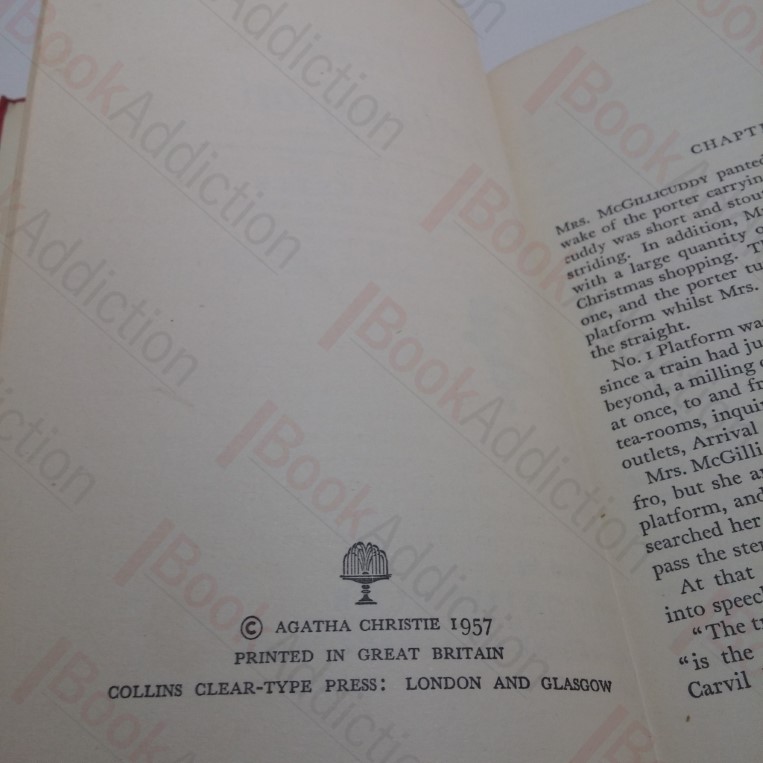 © AGATHA CHRISTIE 1957
PRINTED IN GREAT BRITAIN
COLLINS CLEAR-TYPE PRESS: LONDON AND GLASGOW
CHAPT
MRS. MCGILLICUDDY panted
wake of the porter carryin
cuddy was short and stou
striding. In addition, M
with a large quantity o
Christmas shopping. Th
one, and the porter tu
platform whilst Mrs.
the straight.
No. 1 Platform wa
since a train had ju
beyond, a milling
at once, to and fr
tea-rooms, inqui
outlets, Arrival
Mrs. McGilli
fro, but she a
platform, and
searched her
pass the ste
At that
into speec
"The t
"is the
Carvil
BookAddiction